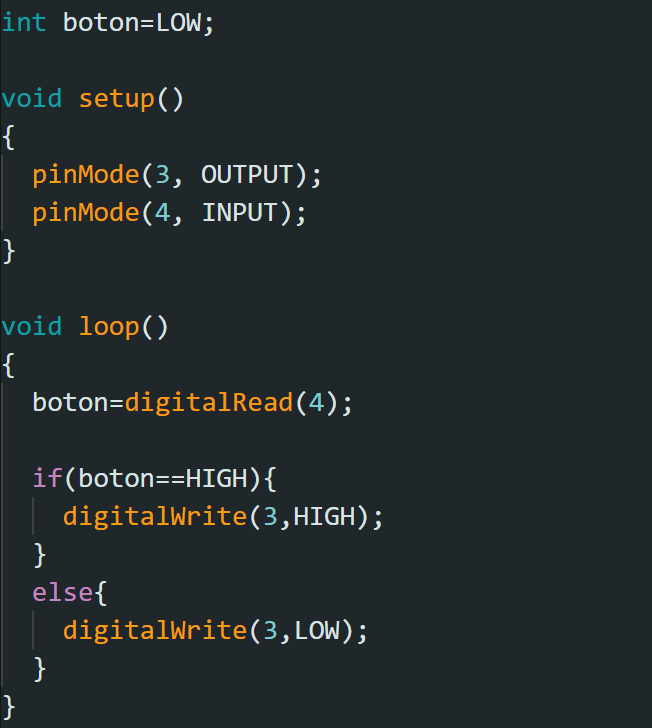 int boton=LOW;
void setup()
{
pinMode(3, OUTPUT);
pinMode(4, INPUT);
}
void loop()
{
boton=digitalRead(4);
if(boton==HIGH){
digitalWrite(3,HIGH);
}
else{
digitalWrite(3,LOW);
}
}